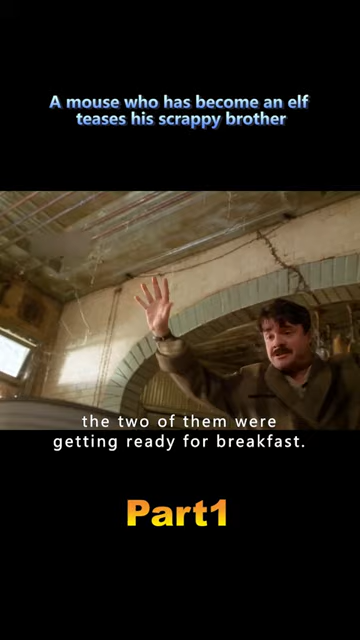 A mouse who has become an elf
teases his scrappy brother
the two of them were
getting ready for breakfast.
Part1